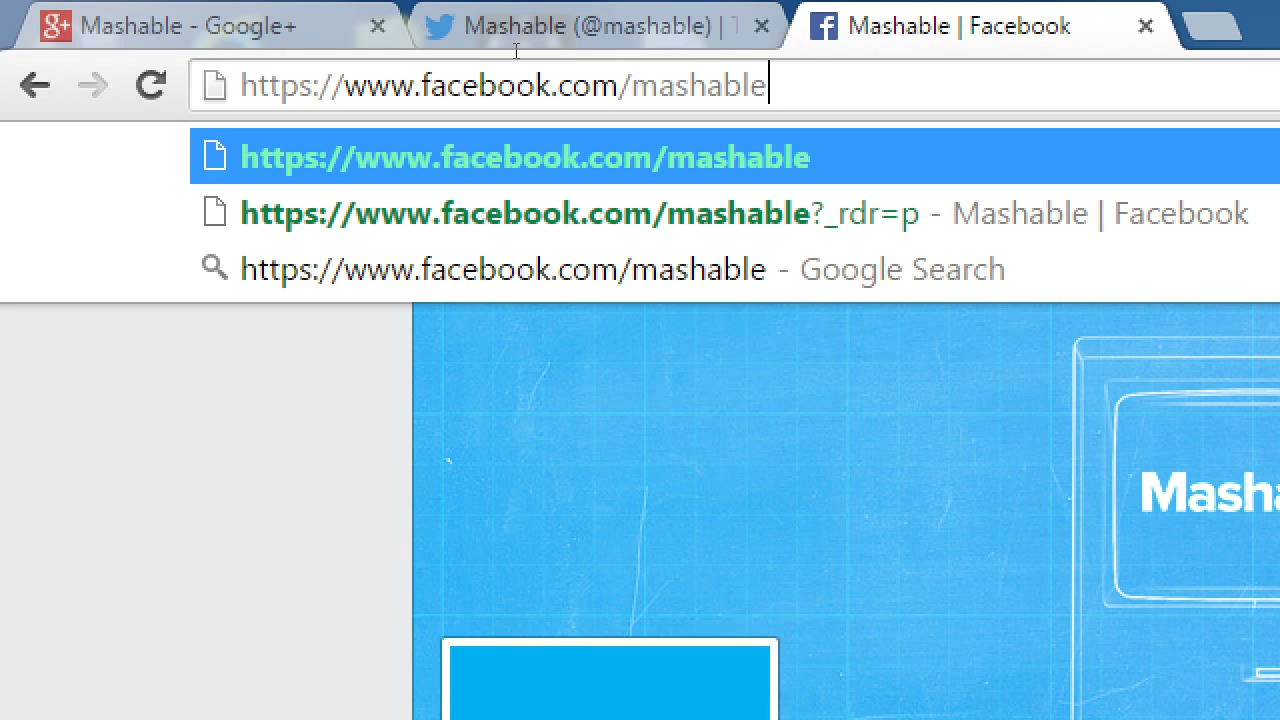 Mashable - Google+
Mashable (@mashable) |
Mashable | Facebook
https://www.facebook.com/mashable
https://www.facebook.com/mashable
https://www.facebook.com/mashable?_rdr=p - Mashable | Facebook
https://www.facebook.com/mashable - Google Search
Masha